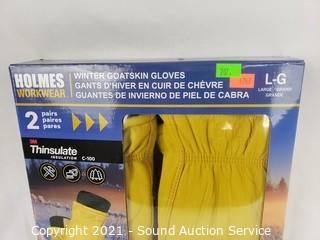 HOLMES
WORKWEAR
WINTER GOATSKIN GLOVES
GANTS D'HIVER EN CUIR DE CHÈVRE
GUANTES DE INVIERNO DE PIEL DE CABRA
L-G
LARGE GRAND
GRANDE
2 pairs
paires
pares
3M
Thinsulate
INSULATION C-100
Copyright 2021 - Sound Auction Service